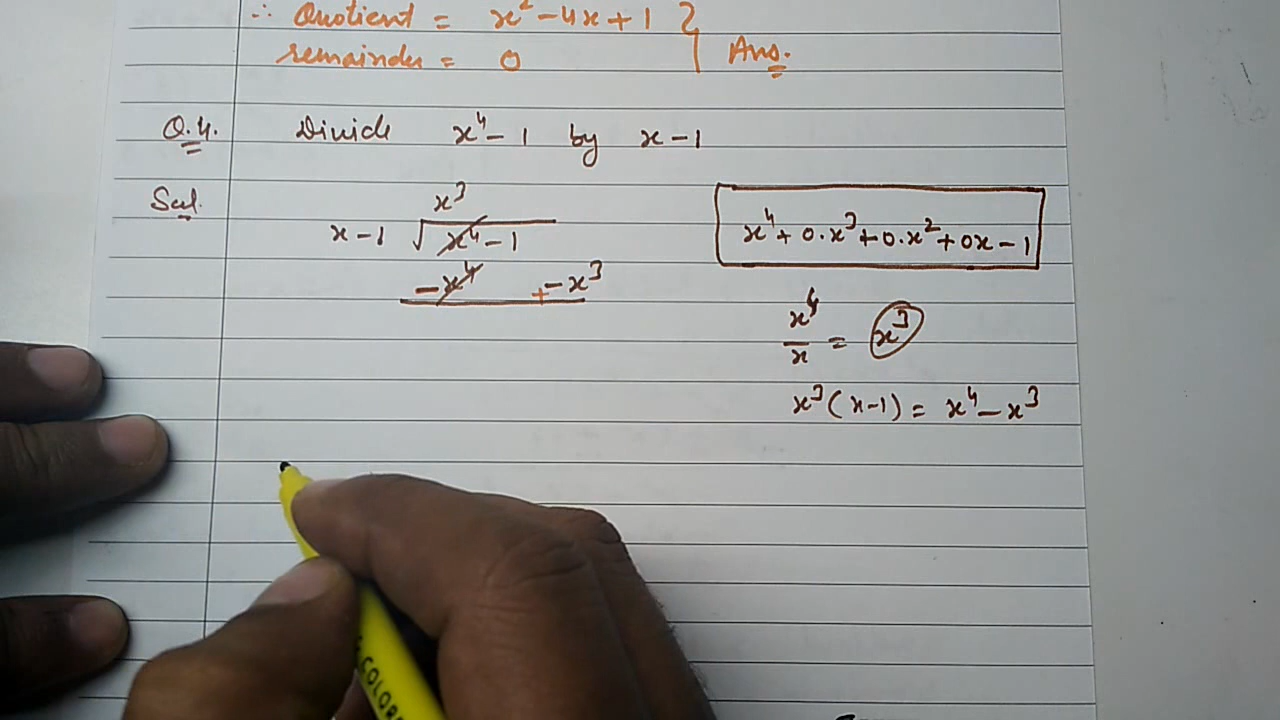 ∴ Quotient = x² - 4x + 1 }
remainder = 0 } Ans.
Q.4. Divide x⁴ - 1 by x - 1
Sol.
x³
x - 1 √ x⁴ - 1
-x⁴ + - x³
x⁴ + 0.x³ + 0.x² + 0x - 1
x⁴/x = x³
x³(x-1) = x⁴ - x³
COLOR